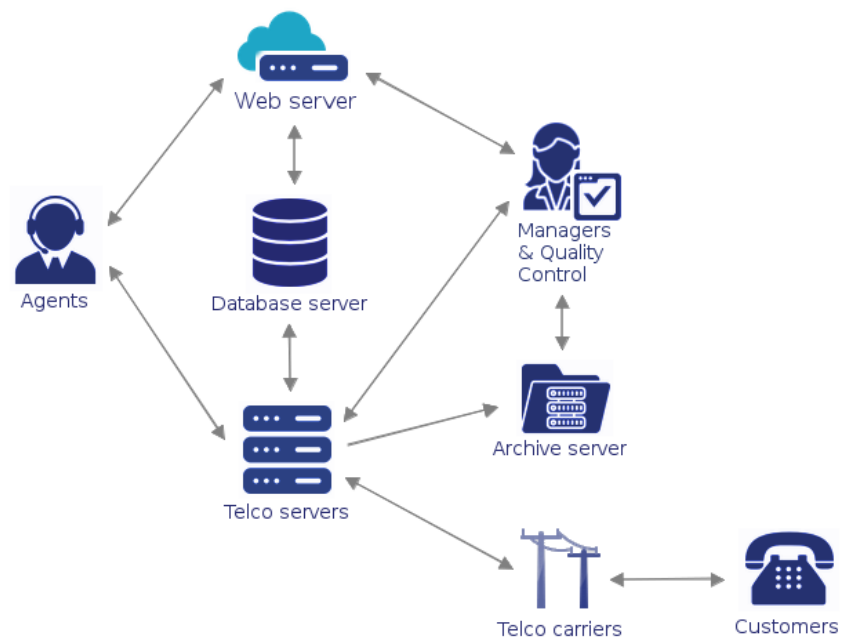 Web server
Managers
& Quality
Control
Agents
Database server
Archive server
Telco servers
Telco carriers
Customers